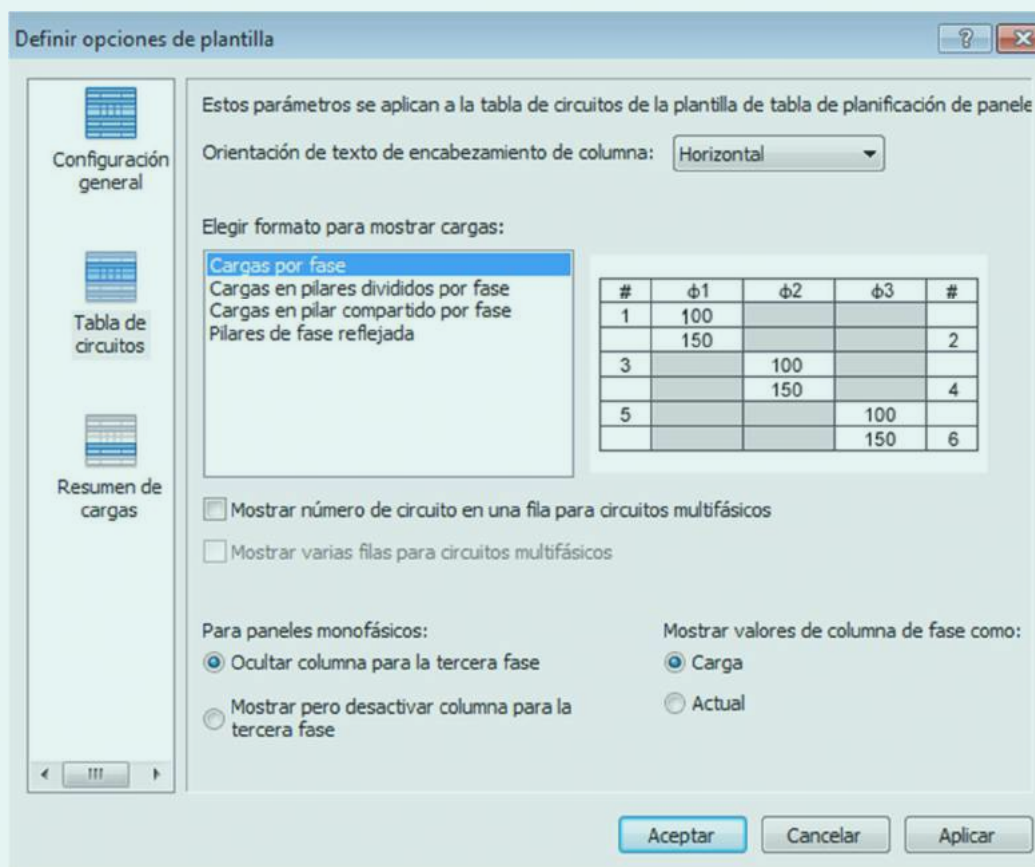 Definir opciones de plantilla
Configuración
general
Tabla de
circuitos
Resumen de
cargas
Estos parámetros se aplican a la tabla de circuitos de la plantilla de tabla de planificación de panele
Orientación de texto de encabezamiento de columna: Horizontal
Elegir formato para mostrar cargas:
Cargas por fase
Cargas en pilares divididos por fase
Cargas en pilar compartido por fase
Pilares de fase reflejada
# ф1 ф2 ф3 #
1 100
150 2
3 100
150 4
5 100
150 6
Mostrar número de circuito en una fila para circuitos multifásicos
Mostrar varias filas para circuitos multifásicos
Para paneles monofásicos:
Ocultar columna para la tercera fase
Mostrar pero desactivar columna para la
tercera fase
Mostrar valores de columna de fase como:
Carga
Actual
Aceptar Cancelar Aplicar